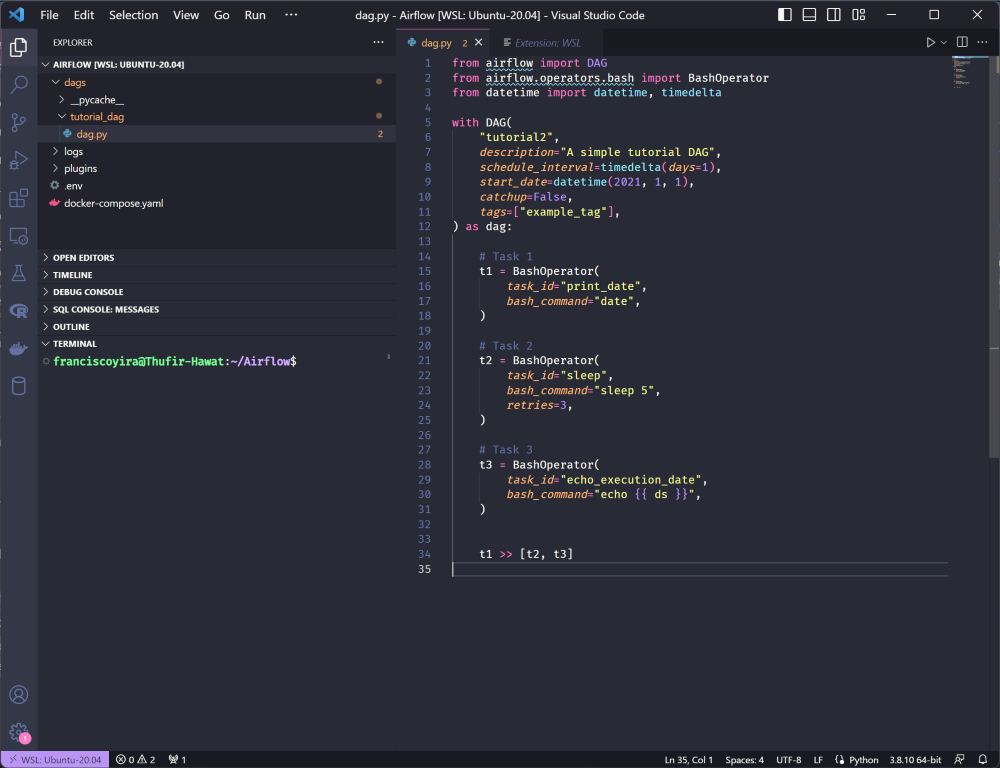 File Edit Selection View Go Run ··· dag.py - Airflow [WSL: Ubuntu-20.04] - Visual Studio Code
EXPLORER
AIRFLOW [WSL: UBUNTU-20.04]
dags
__pycache__
tutorial_dag
dag.py 2
logs
plugins
.env
docker-compose.yaml
OPEN EDITORS
TIMELINE
DEBUG CONSOLE
SQL CONSOLE: MESSAGES
OUTLINE
TERMINAL
franciscoyira@Thufir-Hawat:~/Airflow$
dag.py 2 Extension: WSL
1 from airflow import DAG
2 from airflow.operators.bash import BashOperator
3 from datetime import datetime, timedelta
4
5 with DAG(
6 "tutorial2",
7 description="A simple tutorial DAG",
8 schedule_interval=timedelta(days=1),
9 start_date=datetime(2021, 1, 1),
10 catchup=False,
11 tags=["example_tag"],
12 ) as dag:
13
14 # Task 1
15 t1 = BashOperator(
16 task_id="print_date",
17 bash_command="date",
18 )
19
20 # Task 2
21 t2 = BashOperator(
22 task_id="sleep",
23 bash_command="sleep 5",
24 retries=3,
25 )
26
27 # Task 3
28 t3 = BashOperator(
29 task_id="echo_execution_date",
30 bash_command="echo {{ ds }}",
31 )
32
33
34 t1 >> [t2, t3]
35
1
WSL: Ubuntu-20.04 0 2 1 Ln 35, Col 1 Spaces: 4 UTF-8 LF Python 3.8.10 64-bit